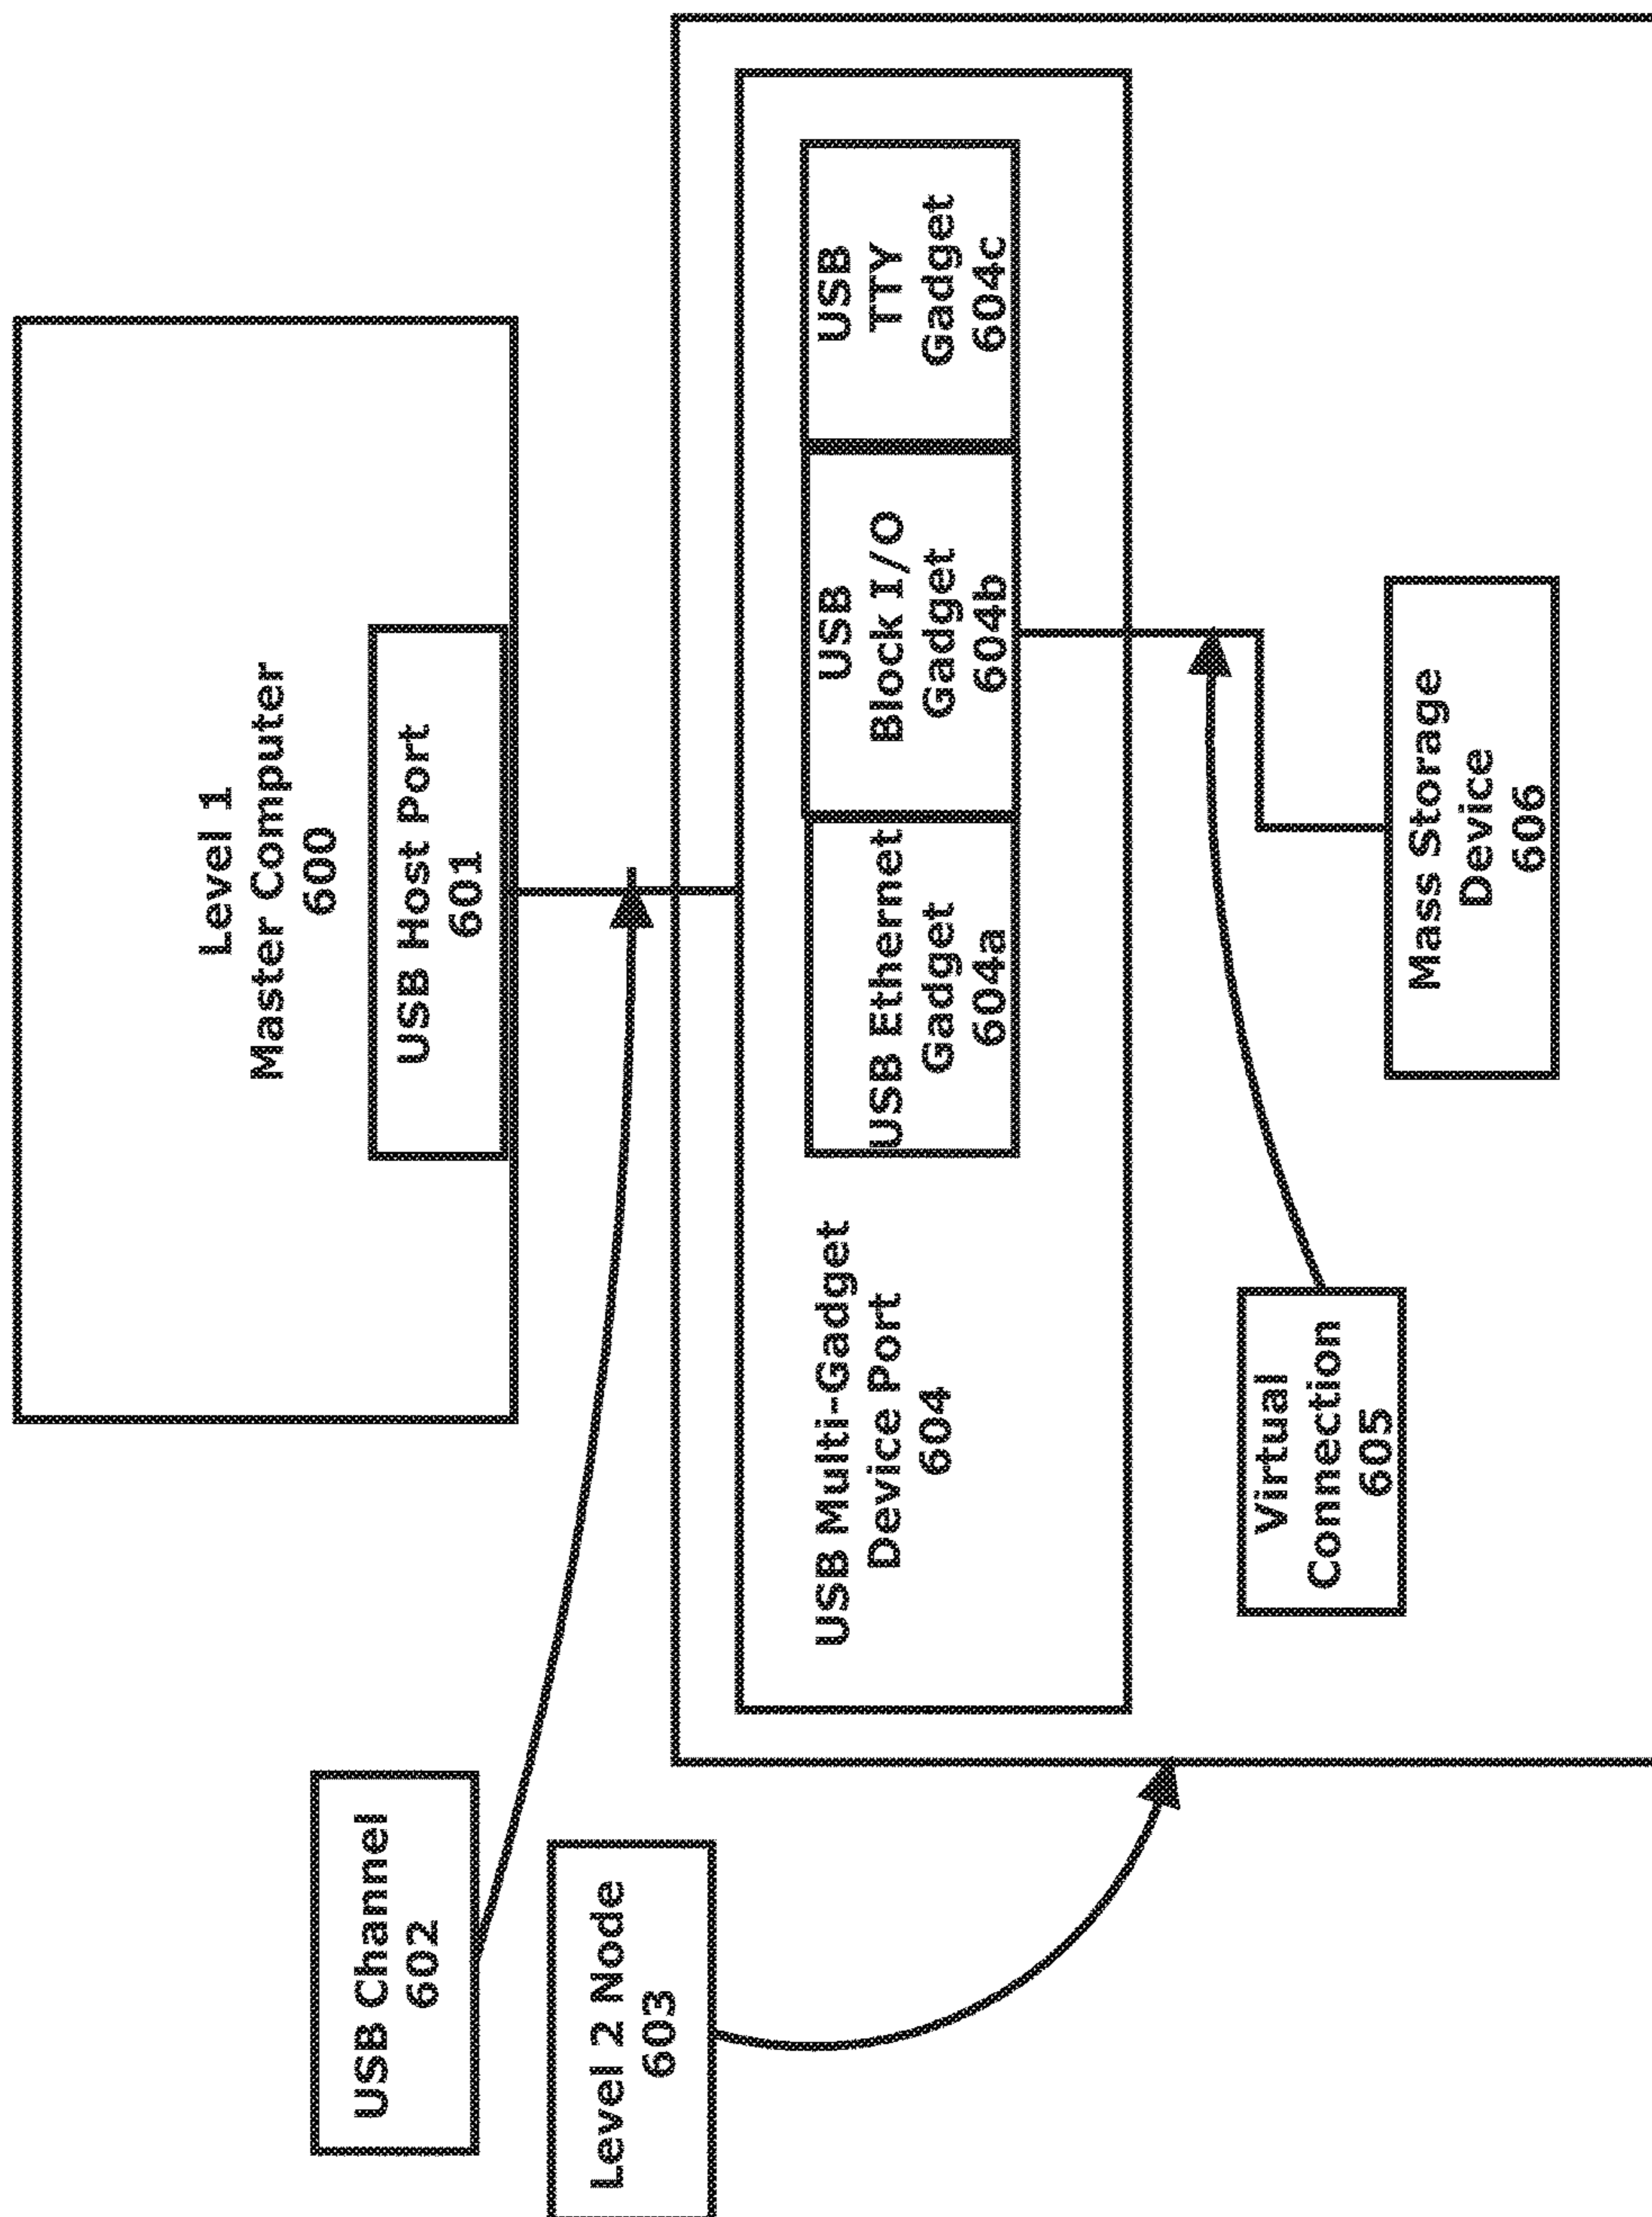 Level 1
Master Computer
600
USB Host Port
601
USB Channel
602
Level 2 Node
603
USB Multi-Gadget
Device Port
604
USB Ethernet
Gadget
604a
USB
Block I/O
Gadget
604b
USB
TTY
Gadget
604c
Virtual
Connection
605
Mass Storage
Device
606